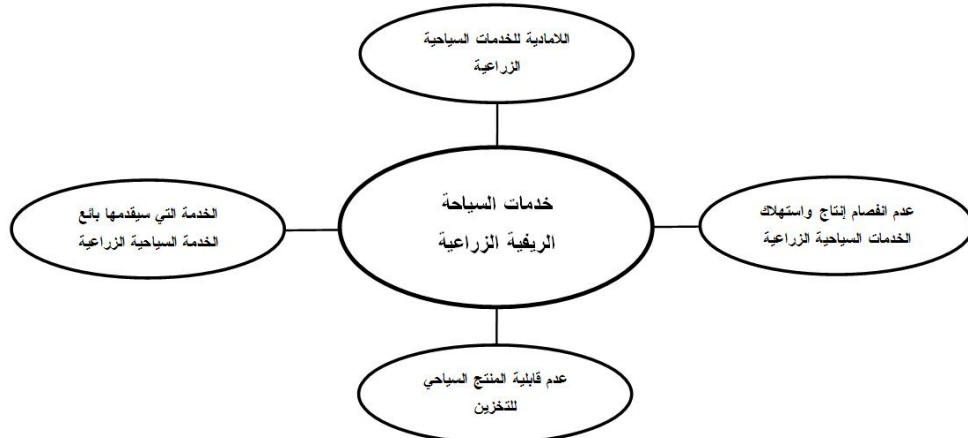 اللامادية للخدمات السياحية
الزراعية
خدمات السياحة
الريفية الزراعية
عدم انفصام إنتاج واستهلاك
الخدمات السياحية الزراعية
الخدمة التي سيقدمها بائع
الخدمة السياحية الزراعية
عدم قابلية المنتج السياحي
للتخزين